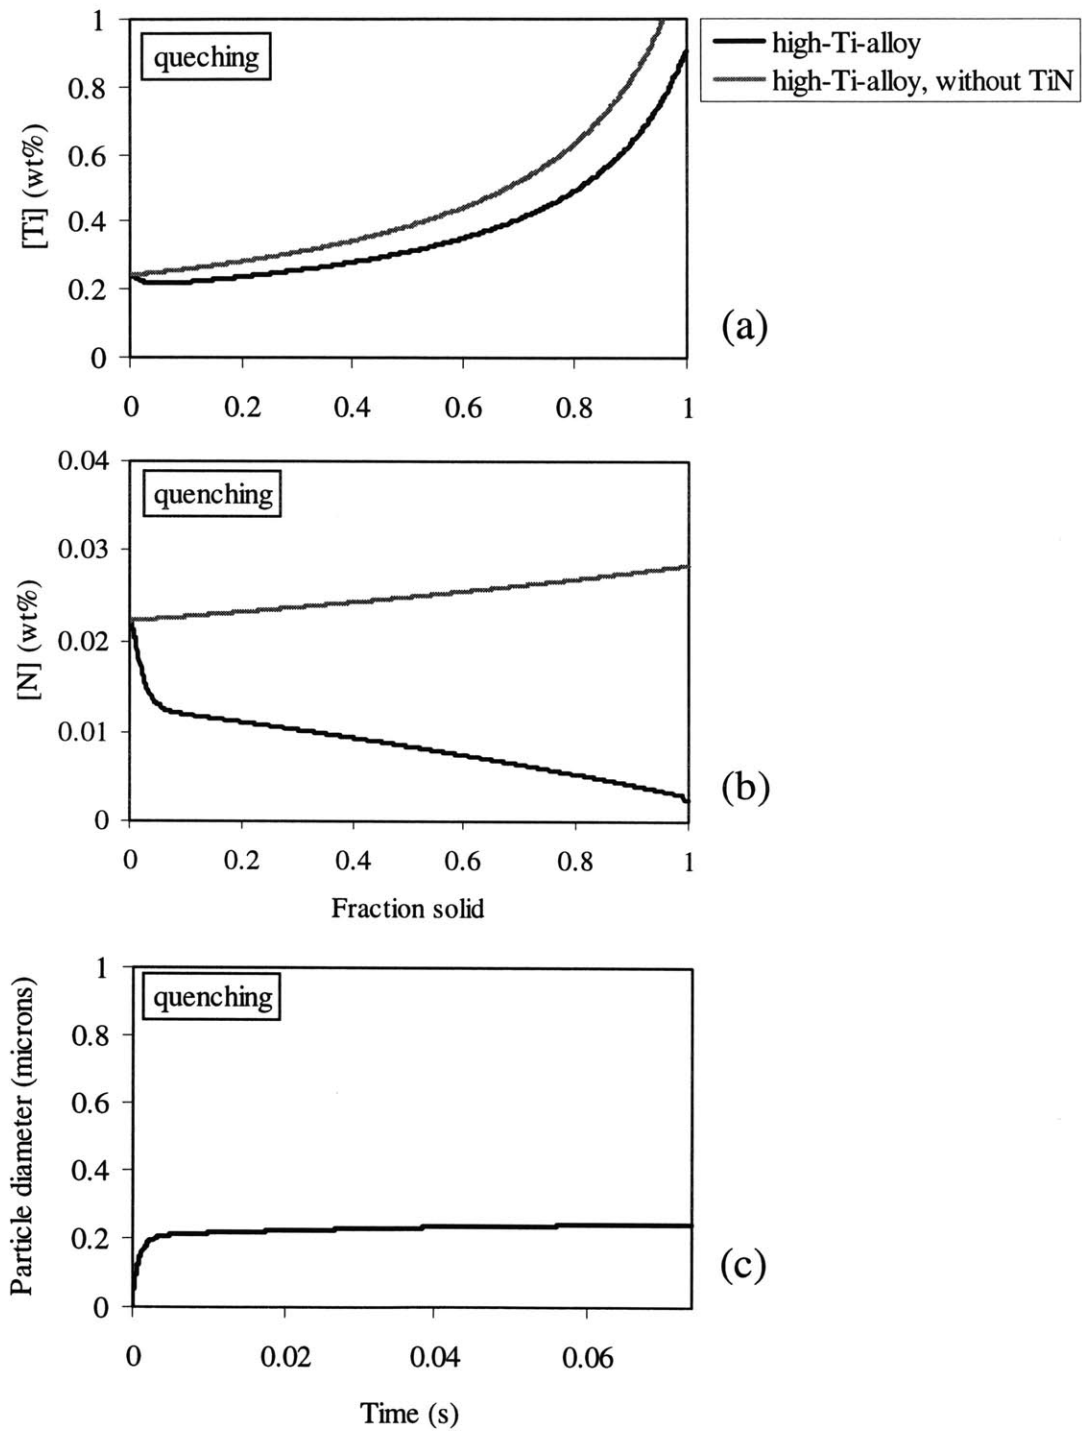 high-Ti-alloy
high-Ti-alloy, without TiN
queching
[Ti] (wt%)
1
0.8
0.6
0.4
0.2
0
0 0.2 0.4 0.6 0.8 1
(a)
quenching
[N] (wt%)
0.04
0.03
0.02
0.01
0
0 0.2 0.4 0.6 0.8 1
Fraction solid
(b)
quenching
Particle diameter (microns)
1
0.8
0.6
0.4
0.2
0
0 0.02 0.04 0.06
Time (s)
(c)